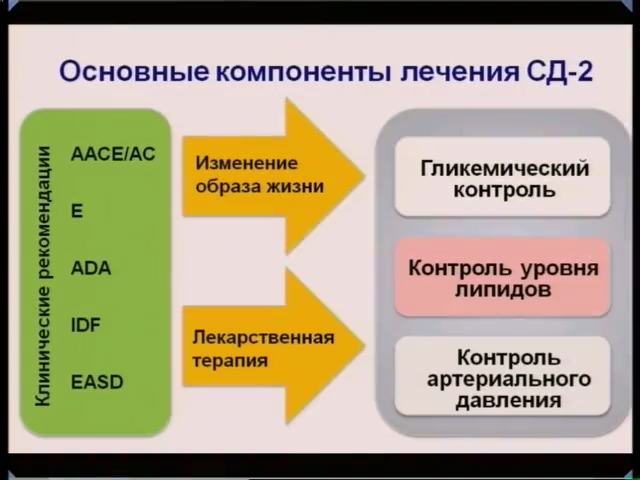 Основные компоненты лечения СД-2
Клинические рекомендации
AACE/AC
E
ADA
IDF
EASD
Изменение
образа жизни
Лекарственная
терапия
Гликемический
контроль
Контроль уровня
липидов
Контроль
артериального
давления